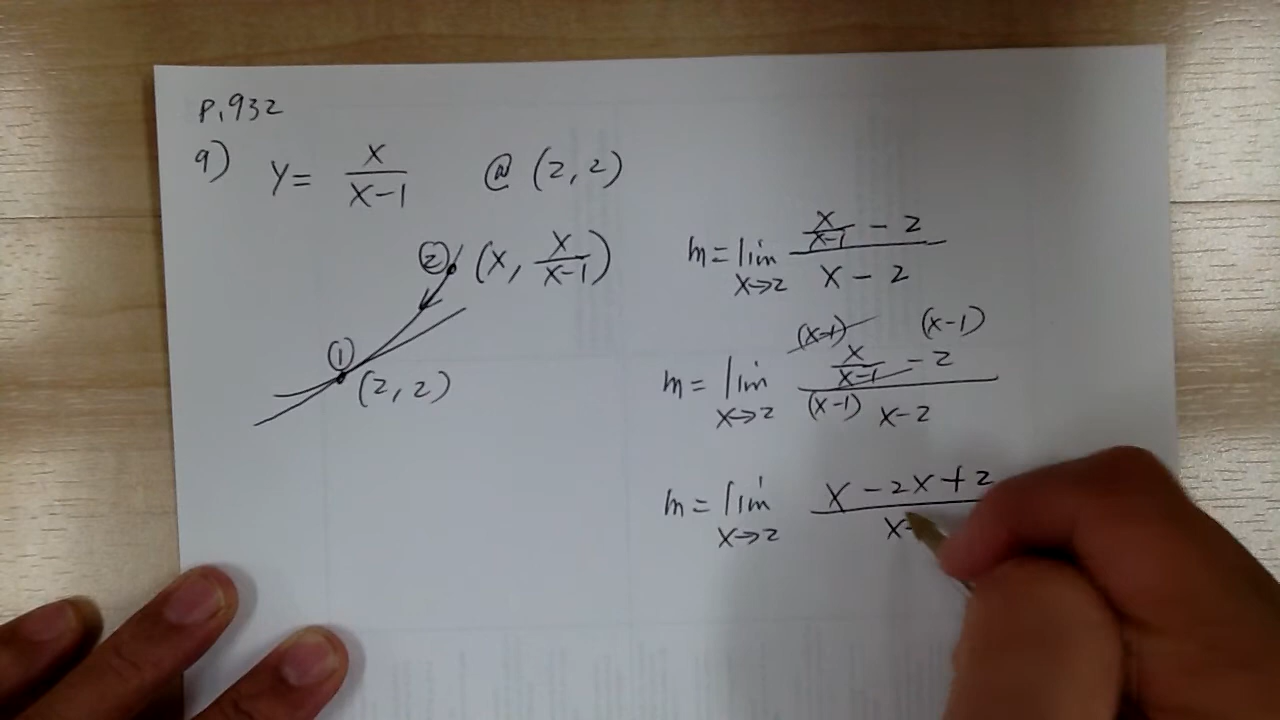 P.932
9) y = x/(x-1) @ (2,2)
② (x, x/(x-1))
① (2,2)
m = lim x→2 (x/(x-1) - 2)/(x - 2)
m = lim x→2 ((x-1) x/(x-1) - 2 (x-1))/((x-1) x-2)
m = lim x→2 (x - 2x + 2)/(x-